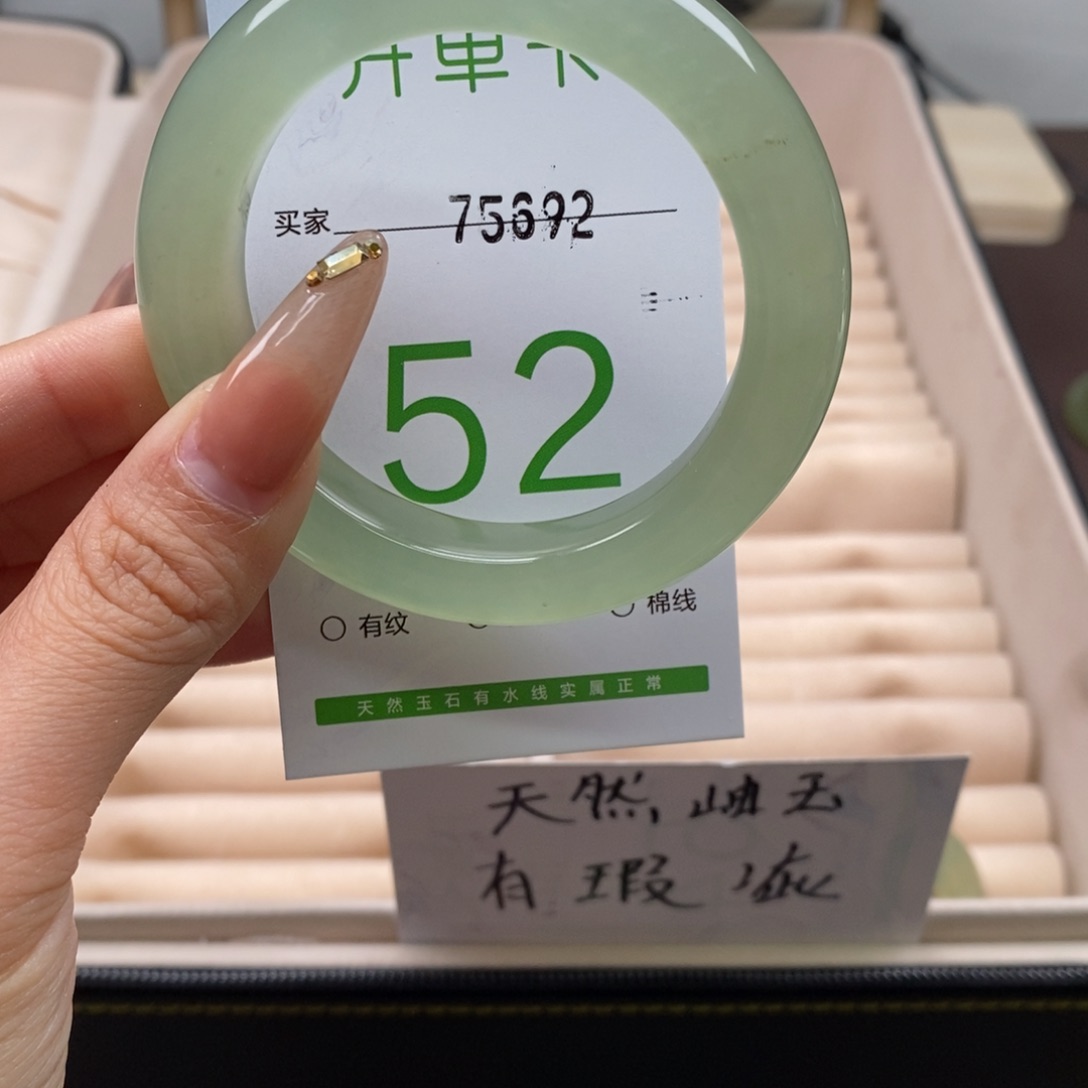 开单卡
买家 75692
52
有纹 棉线
天然玉石有水线实属正常
天然岫玉
有瑕疵